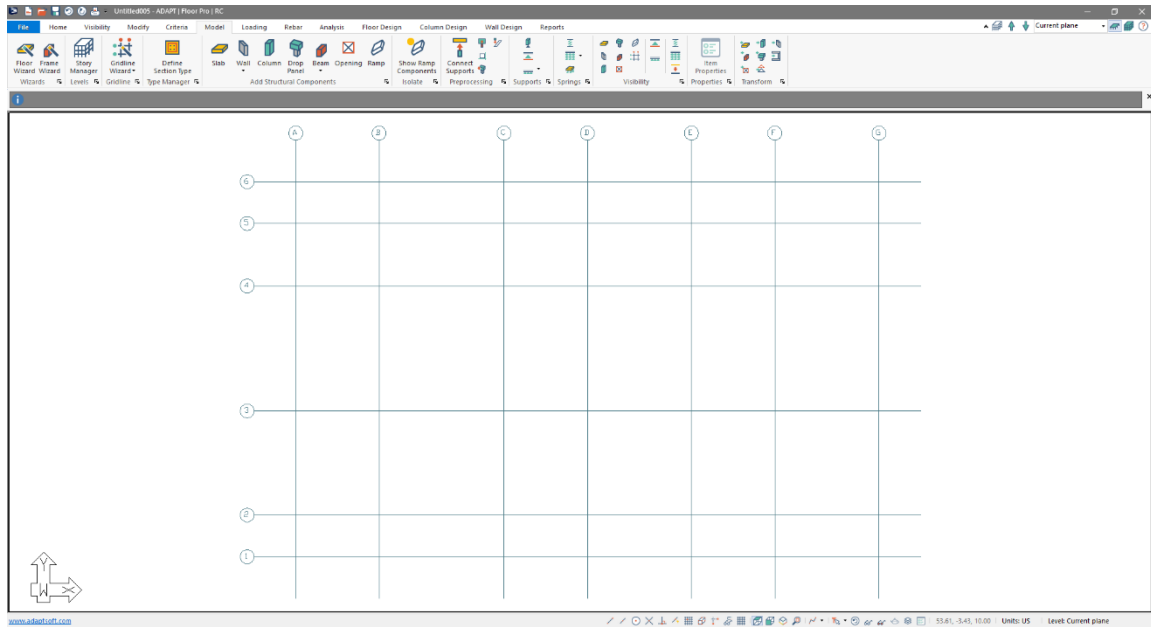 Untitled005 - ADAPT | Floor Pro | RC
File Home Visibility Modify Criteria Model Loading Rebar Analysis Floor Design Column Design Wall Design Reports Current plane
Floor Wizard Frame Wizard Story Manager Gridline Wizard Define Section Type Slab Wall Column Drop Panel Beam Opening Ramp Show Ramp Components Connect Supports Item Properties
Wizards Levels Gridline Type Manager Add Structural Components Isolate Preprocessing Supports Springs Visibility Properties Transform
A B C D E F G
6
5
4
3
2
1
Y
W X
www.adaptsoft.com 53.61, -3.43, 10.00 Units: US Level: Current plane